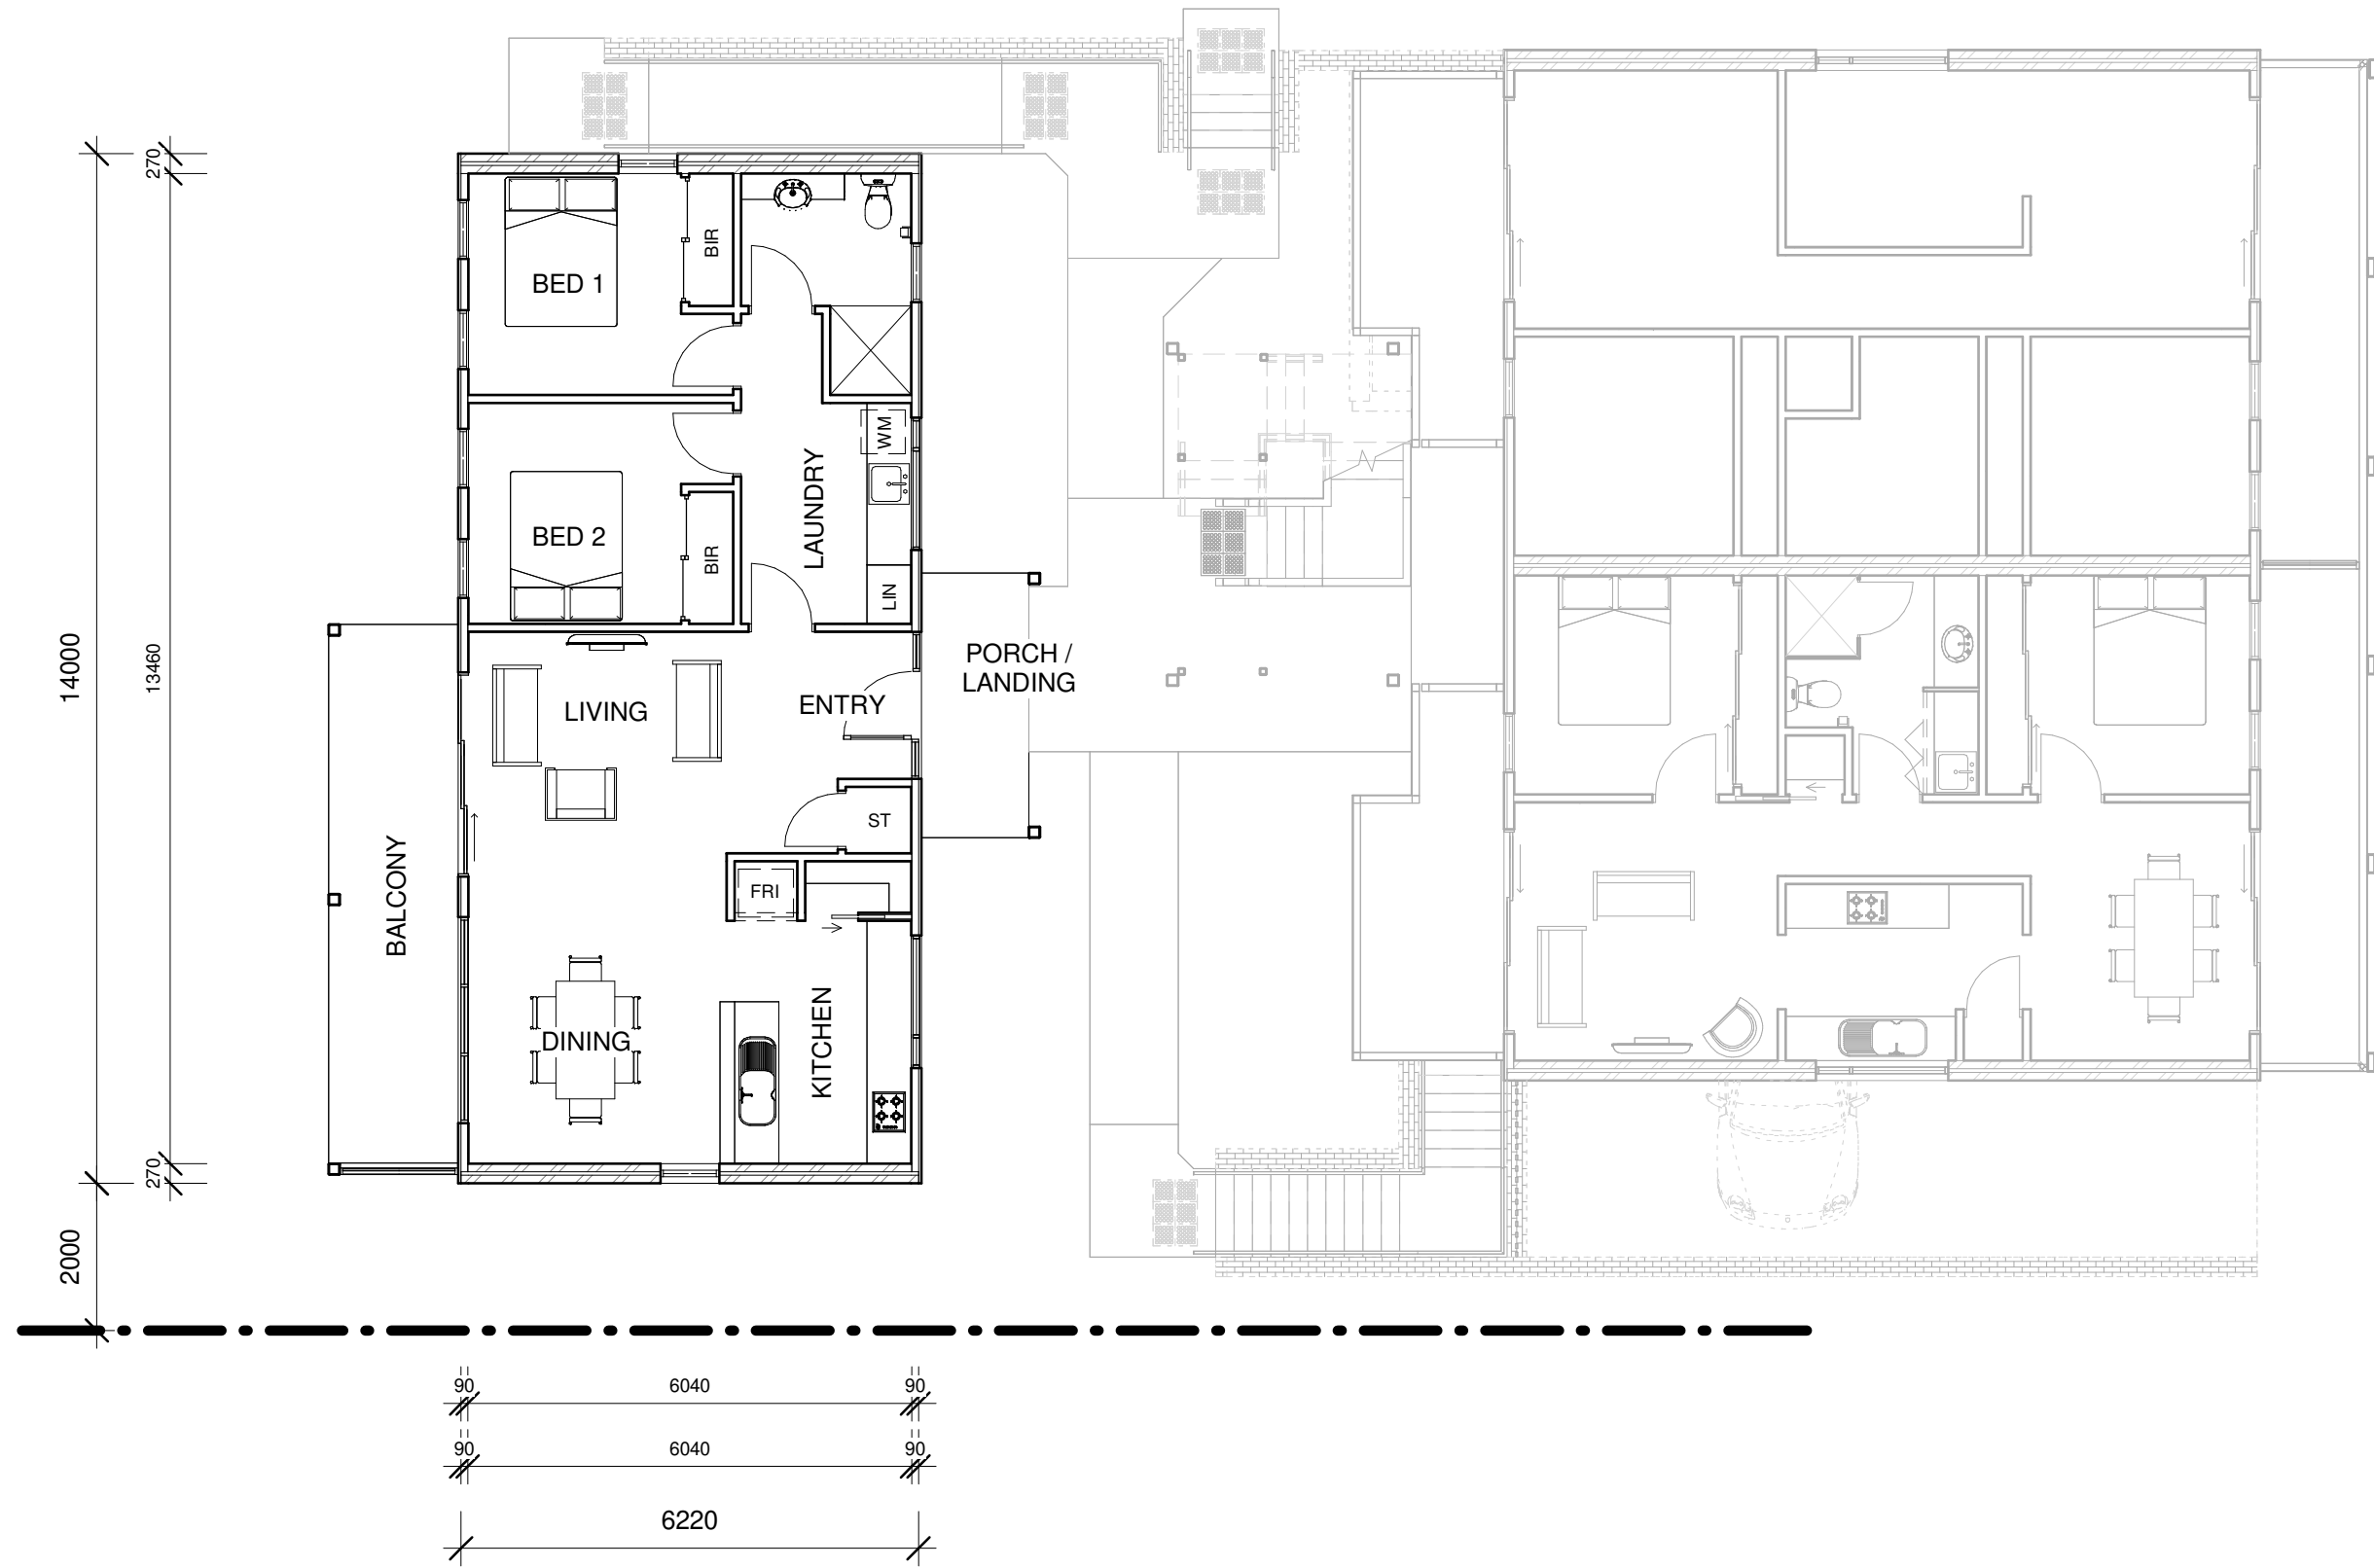 270
BED 1
BIR
WM
LAUNDRY
BED 2
BIR
LIN
14000
13460
PORCH /
LANDING
LIVING
ENTRY
ST
BALCONY
FRI
DINING
KITCHEN
270
2000
90
6040
90
90
6040
90
6220